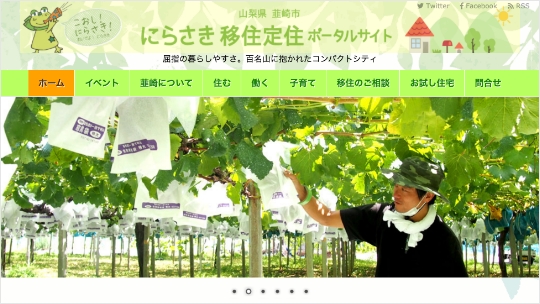 Twitter Facebook RSS
こおし!
にらさき!
山梨県 韮崎市
にらさき 移住定住 ポータルサイト
屈指の暮らしやすさ。百名山に抱かれたコンパクトシティ
ホーム イベント 韮崎について 住む 働く 子育て 移住のご相談 お試し住宅 問合せ